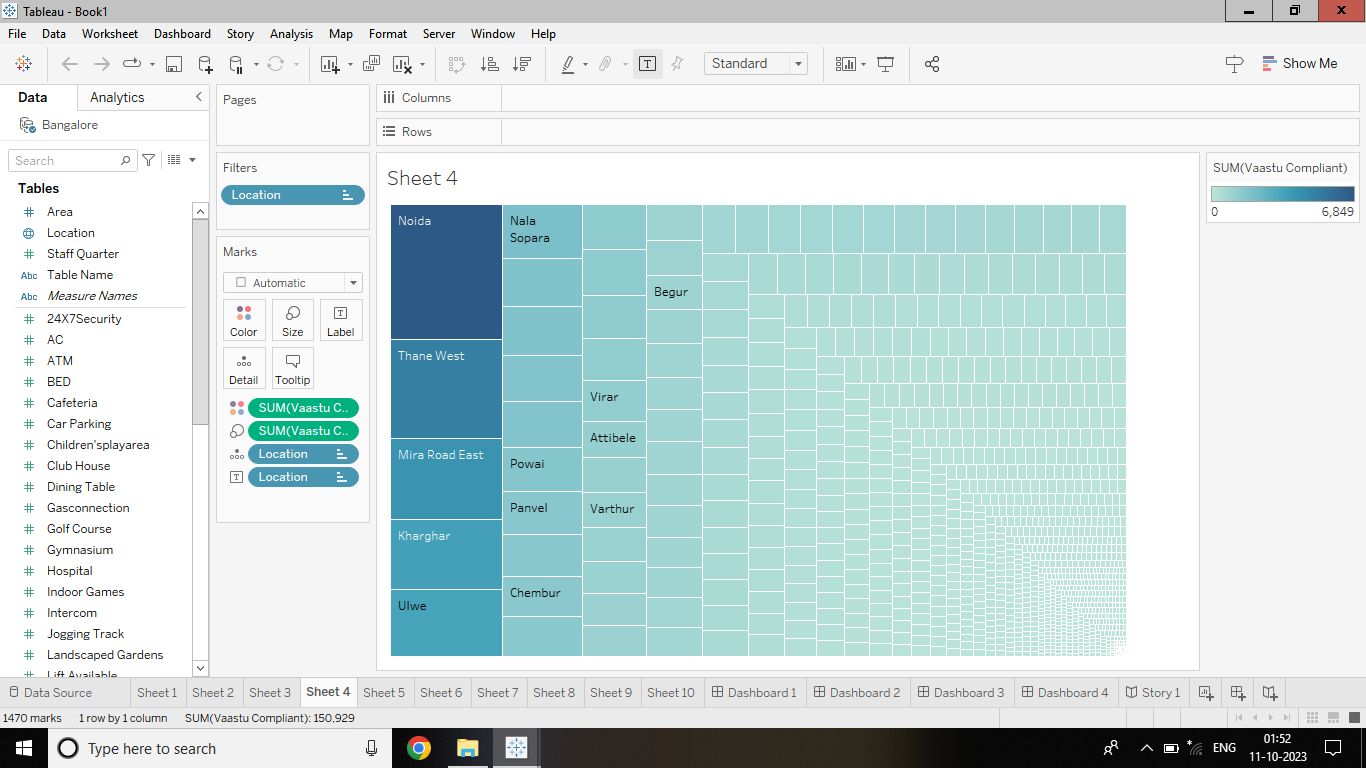 Tableau - Book1
File Data Worksheet Dashboard Story Analysis Map Format Server Window Help
Standard
Show Me
Data Analytics
Bangalore
Search
Tables
Area
Location
Staff Quarter
Abc Table Name
Abc Measure Names
24X7Security
AC
ATM
BED
Cafeteria
Car Parking
Children'splayarea
Club House
Dining Table
Gasconnection
Golf Course
Gymnasium
Hospital
Indoor Games
Intercom
Jogging Track
Landscaped Gardens
Lift Available
Pages
Filters
Location
Marks
Automatic
Color Size Label
Detail Tooltip
SUM(Vaastu C..
SUM(Vaastu C..
Location
Location
Columns
Rows
Sheet 4
Noida
Thane West
Mira Road East
Kharghar
Ulwe
Nala
Sopara
Powai
Panvel
Chembur
Virar
Attibele
Varthur
Begur
SUM(Vaastu Compliant)
0 6,849
Data Source Sheet 1 Sheet 2 Sheet 3 Sheet 4 Sheet 5 Sheet 6 Sheet 7 Sheet 8 Sheet 9 Sheet 10 Dashboard 1 Dashboard 2 Dashboard 3 Dashboard 4 Story 1
1470 marks 1 row by 1 column SUM(Vaastu Compliant): 150,929
Type here to search
ENG
01:52
11-10-2023